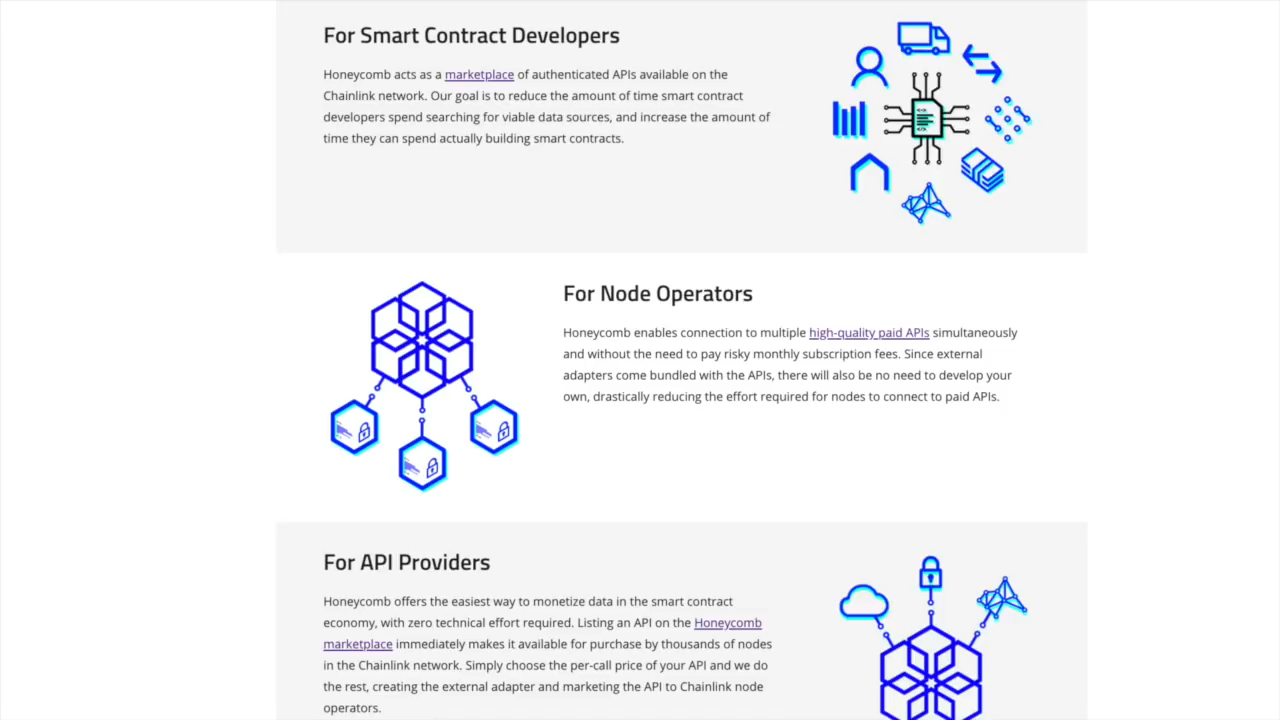 For Smart Contract Developers
Honeycomb acts as a marketplace of authenticated APIs available on the
Chainlink network. Our goal is to reduce the amount of time smart contract
developers spend searching for viable data sources, and increase the amount of
time they can spend actually building smart contracts.
For Node Operators
Honeycomb enables connection to multiple high-quality paid APIs simultaneously
and without the need to pay risky monthly subscription fees. Since external
adapters come bundled with the APIs, there will also be no need to develop your
own, drastically reducing the effort required for nodes to connect to paid APIs.
For API Providers
Honeycomb offers the easiest way to monetize data in the smart contract
economy, with zero technical effort required. Listing an API on the Honeycomb
marketplace immediately makes it available for purchase by thousands of nodes
in the Chainlink network. Simply choose the per-call price of your API and we do
the rest, creating the external adapter and marketing the API to Chainlink node
operators.